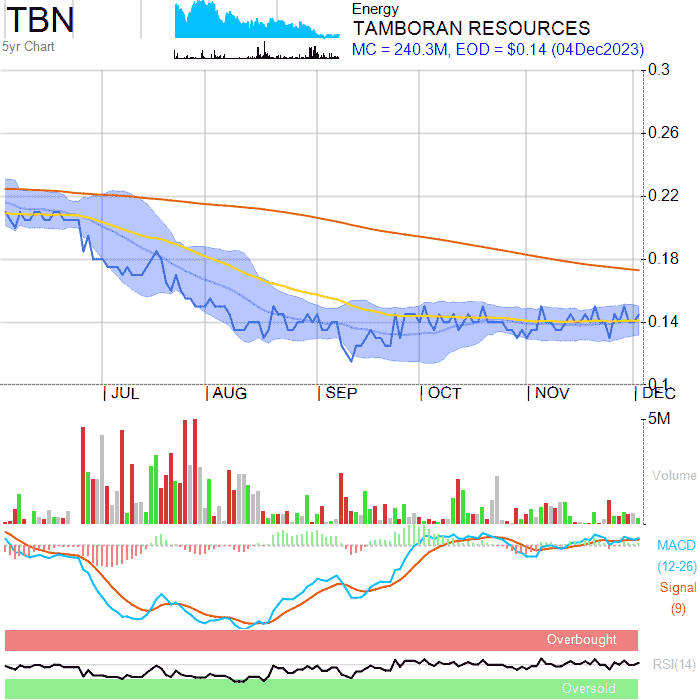 TBN
5yr Chart
Energy
TAMBORAN RESOURCES
MC = 240.3M, EOD = $0.14 (04Dec2023)
0.3
0.26
0.22
0.18
0.14
0.1
JUL AUG SEP OCT NOV DEC
5M
Volume
MACD
(12-26)
Signal
(9)
Overbought
RSI(14)
Oversold